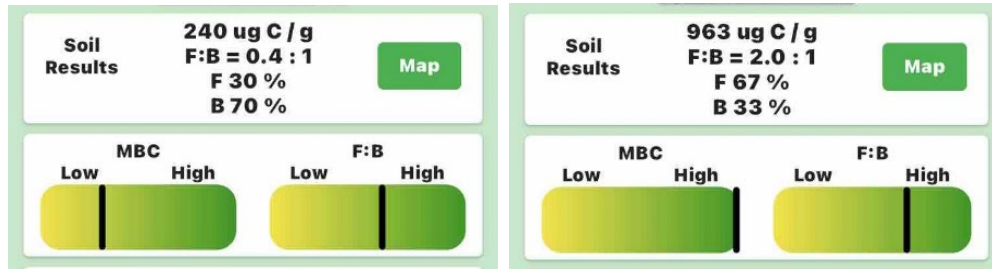 Soil
Results
240 ug C / g
F:B = 0.4 : 1
F 30 %
B 70 %
Map
MBC
Low High
F:B
Low High
Soil
Results
963 ug C / g
F:B = 2.0 : 1
F 67 %
B 33 %
Map
MBC
Low High
F:B
Low High